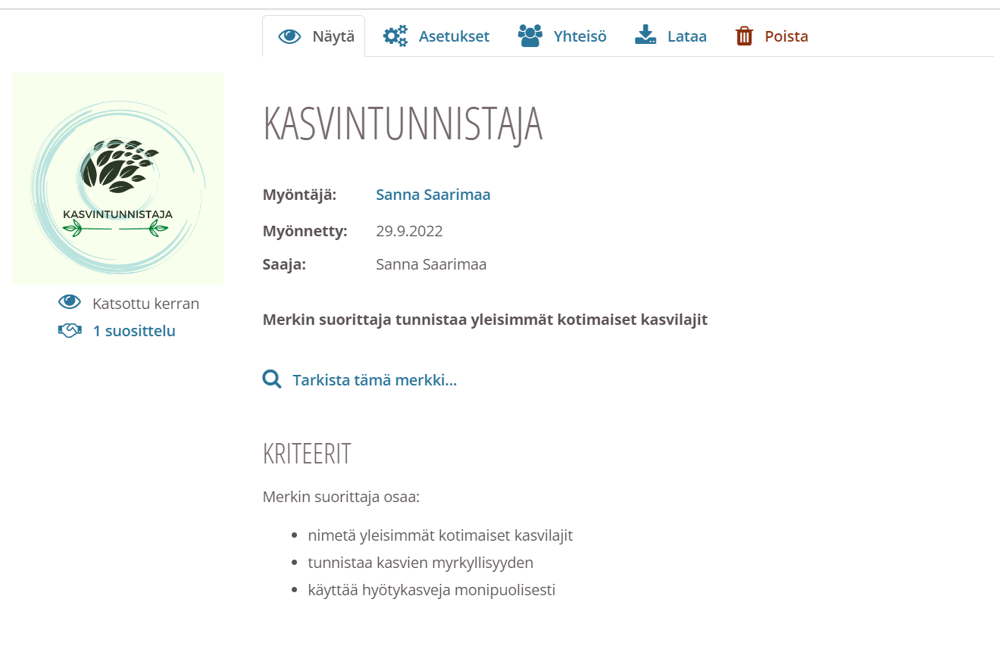 Näytä
Asetukset
Yhteisö
Lataa
Poista
KASVINTUNNISTAJA
KASVINTUNNISTAJA
Katsottu kerran
1 suosittelu
Myöntäjä: Sanna Saarimaa
Myönnetty: 29.9.2022
Saaja: Sanna Saarimaa
Merkin suorittaja tunnistaa yleisimmät kotimaiset kasvilajit
Tarkista tämä merkki...
KRITEERIT
Merkin suorittaja osaa:
• nimetä yleisimmät kotimaiset kasvilajit
• tunnistaa kasvien myrkyllisyyden
• käyttää hyötykasveja monipuolisesti